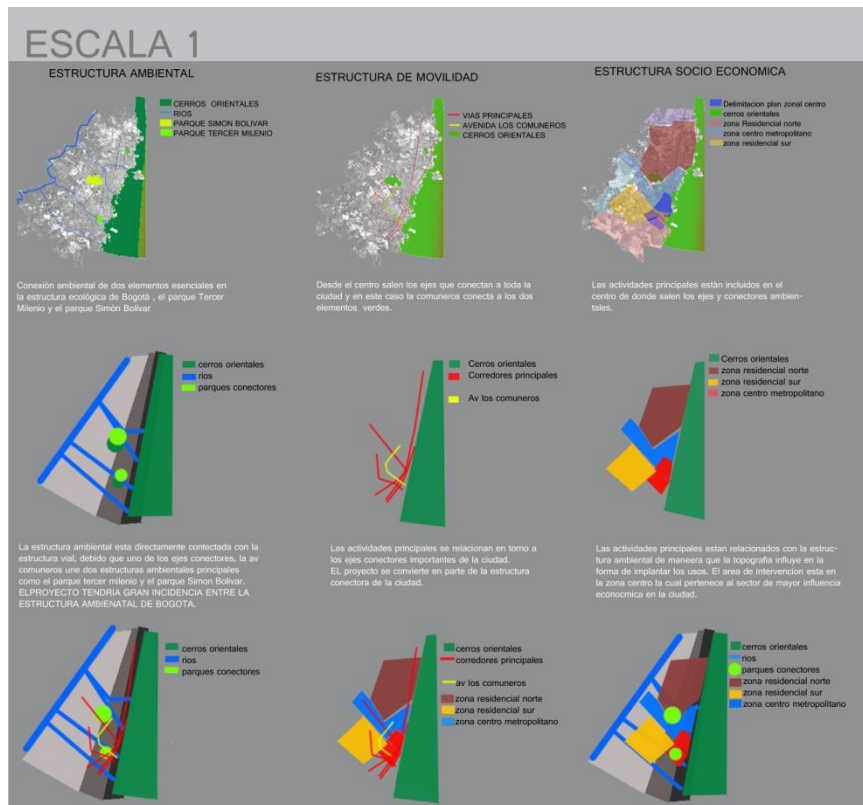 ESCALA 1
ESTRUCTURA AMBIENTAL
CERROS ORIENTALES
RIOS
PARQUE SIMON BOLIVAR
PARQUE TERCER MILENIO
Conexión ambiental de dos elementos esenciales en
la estructura ecológica de Bogotá , el parque Tercer
Milenio y el parque Simón Bolívar
ESTRUCTURA DE MOVILIDAD
VIAS PRINCIPALES
AVENIDA LOS COMUNEROS
CERROS ORIENTALES
Desde el centro salen los ejes que conectan a toda la
ciudad y en este caso la comuneros conecta a los dos
elementos verdes.
ESTRUCTURA SOCIO ECONOMICA
Delimitacion plan zonal centro
cerros orientales
zona Residencial norte
zona centro metropolitano
zona residencial sur
Las actividades principales están incluidos en el
centro de donde salen los ejes y conectores ambien-
tales.
cerros orientales
rios
parques conectores
La estructura ambiental esta directamente contectada con la
estructura vial, debido que uno de los ejes conectores, la av
comuneros une dos estructuras ambientales principales
como el parque tercer milenio y el parque Simon Bolivar.
ELPROYECTO TENDRIA GRAN INCIDENCIA ENTRE LA
ESTRUCTURA AMBIENATAL DE BOGOTA.
Cerros orientales
Corredores principales
Av los comuneros
Las actividades principales se relacionan en torno a
los ejes conectores importantes de la ciudad.
EL proyecto se convierte en parte de la estructura
conectora de la ciudad.
Cerros orientales
zona residencial norte
zona residencial sur
zona centro metropolitano
Las actividades principales estan relacionados con la estruc-
tura ambiental de maneera que la topografia influye en la
forma de implantar los usos. El area de intervencion esta en
la zona centro la cual pertenece al sector de mayor influencia
econocmica en la ciudad.
cerros orientales
rios
parques conectores
cerros orientales
corredores principales
av los comuneros
zona residencial norte
zona residencial sur
zona centro metropolitano
cerros orientales
rios
parques conectores
zona residencial norte
zona residencial sur
zona centro metropolitano